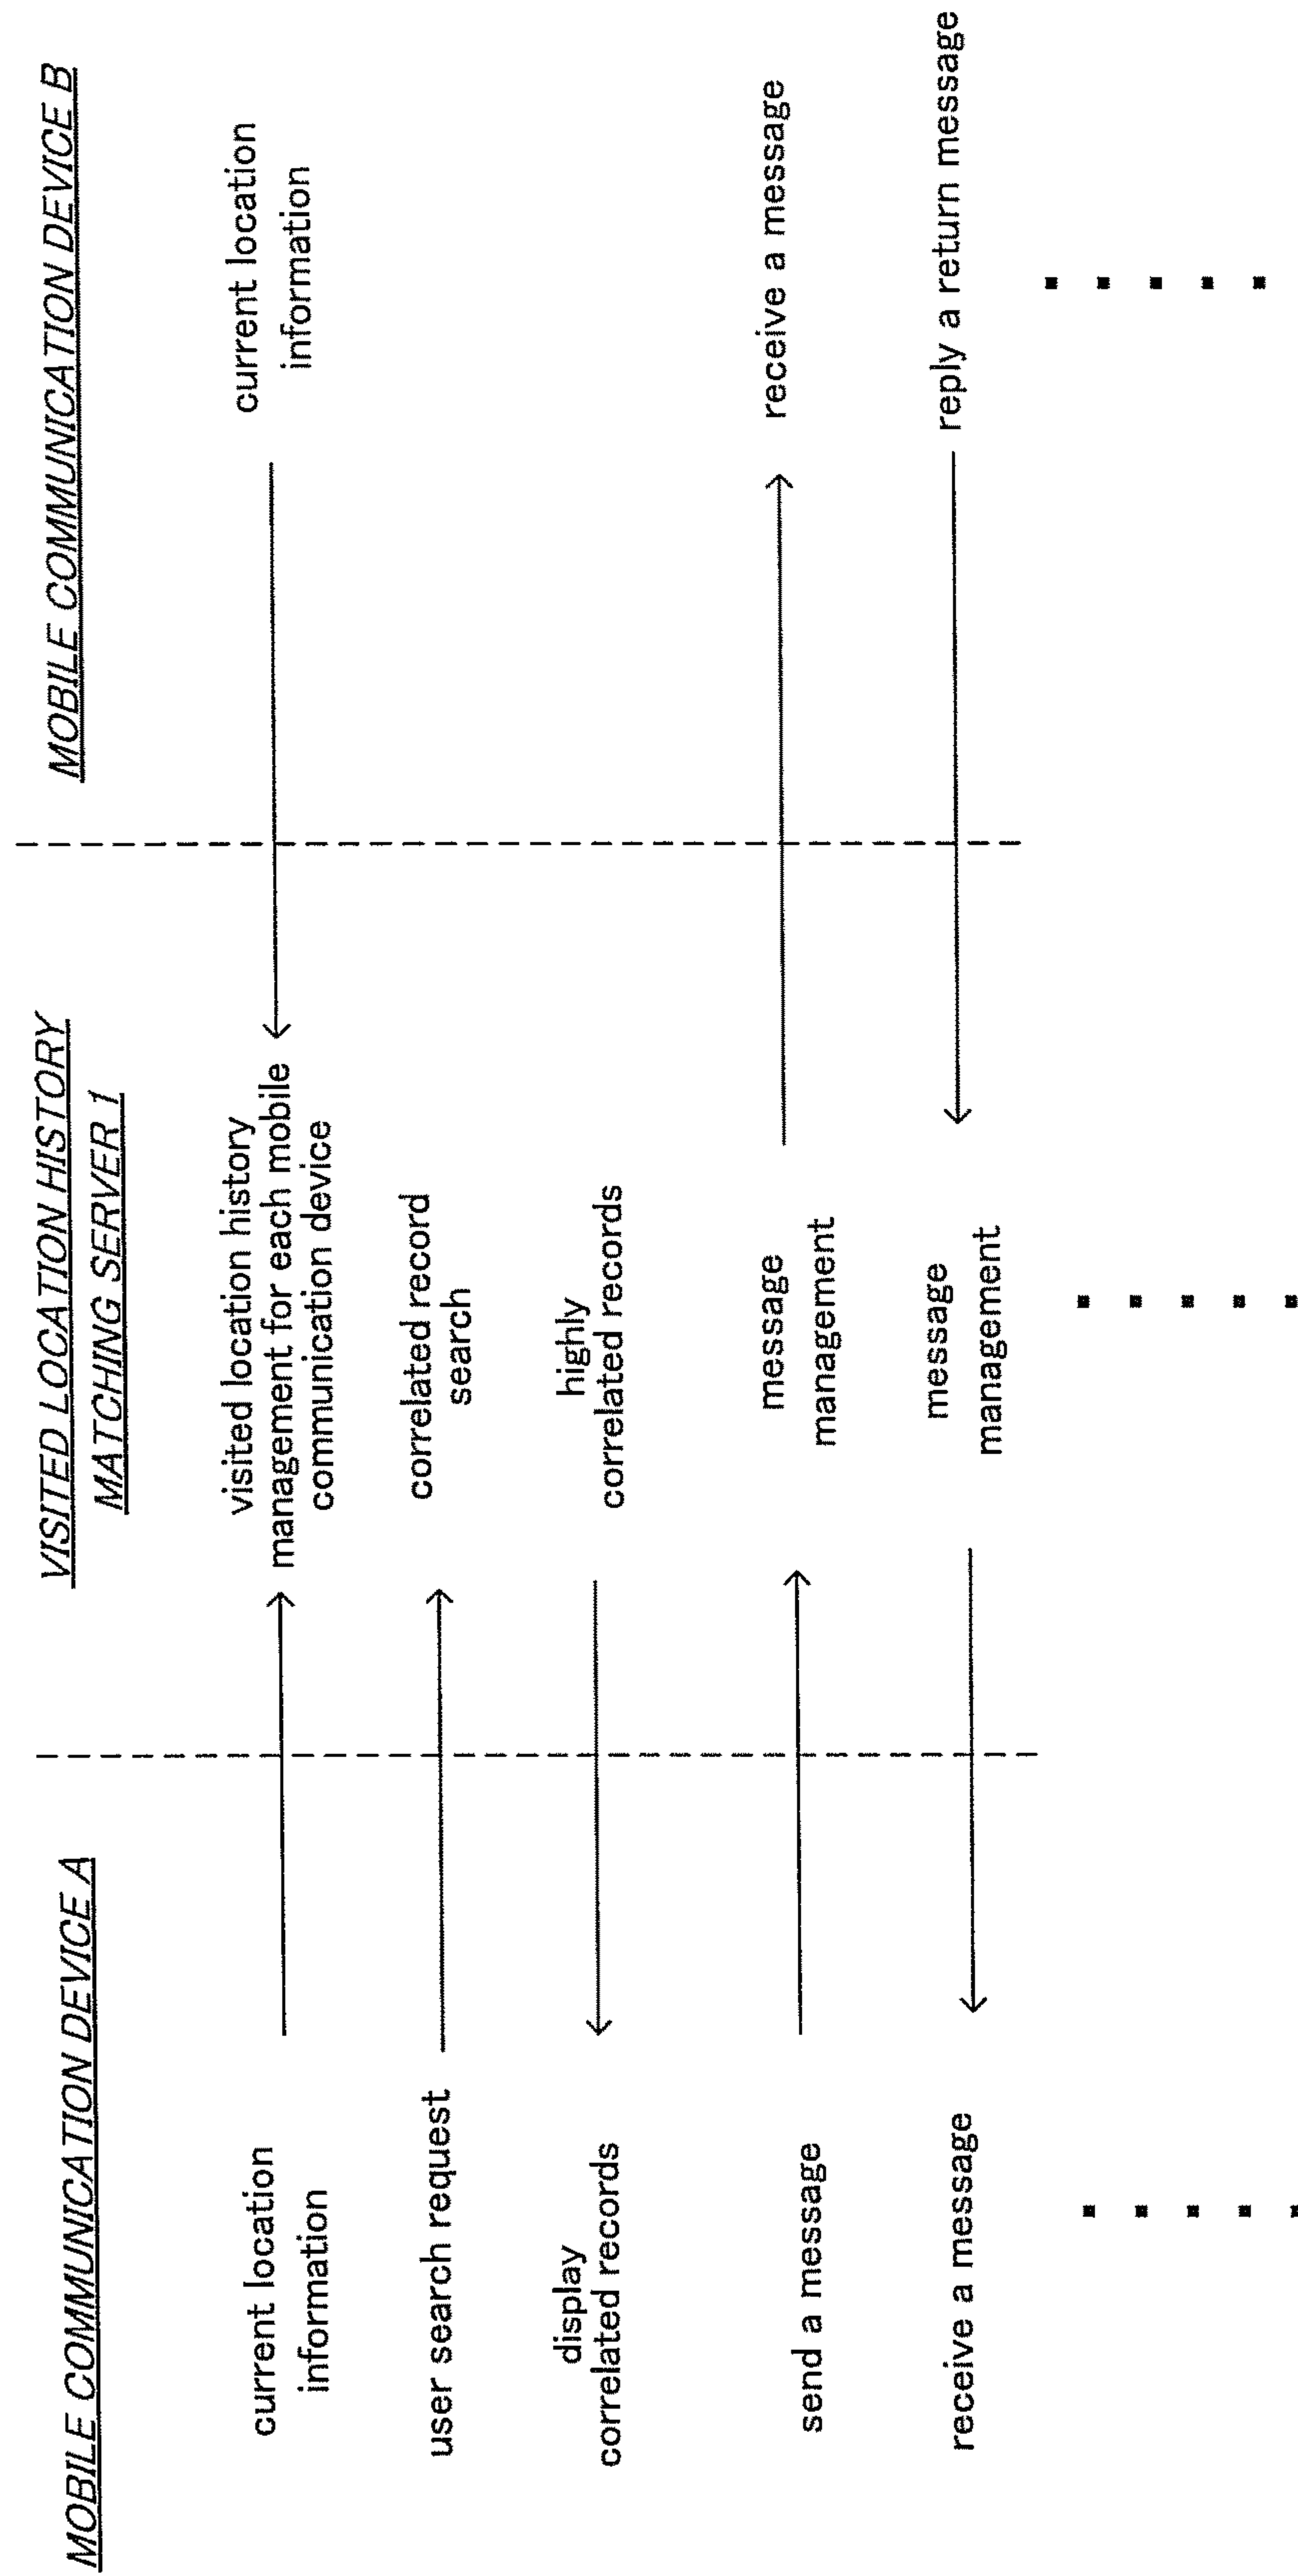 MOBILE COMMUNICATION DEVICE A
VISITED LOCATION HISTORY
MATCHING SERVER 1
MOBILE COMMUNICATION DEVICE B
current location
information
visited location history
management for each mobile
communication device
current location
information
user search request
correlated record
search
display
correlated records
highly
correlated records
send a message
message
management
receive a message
receive a message
message
management
reply a return message